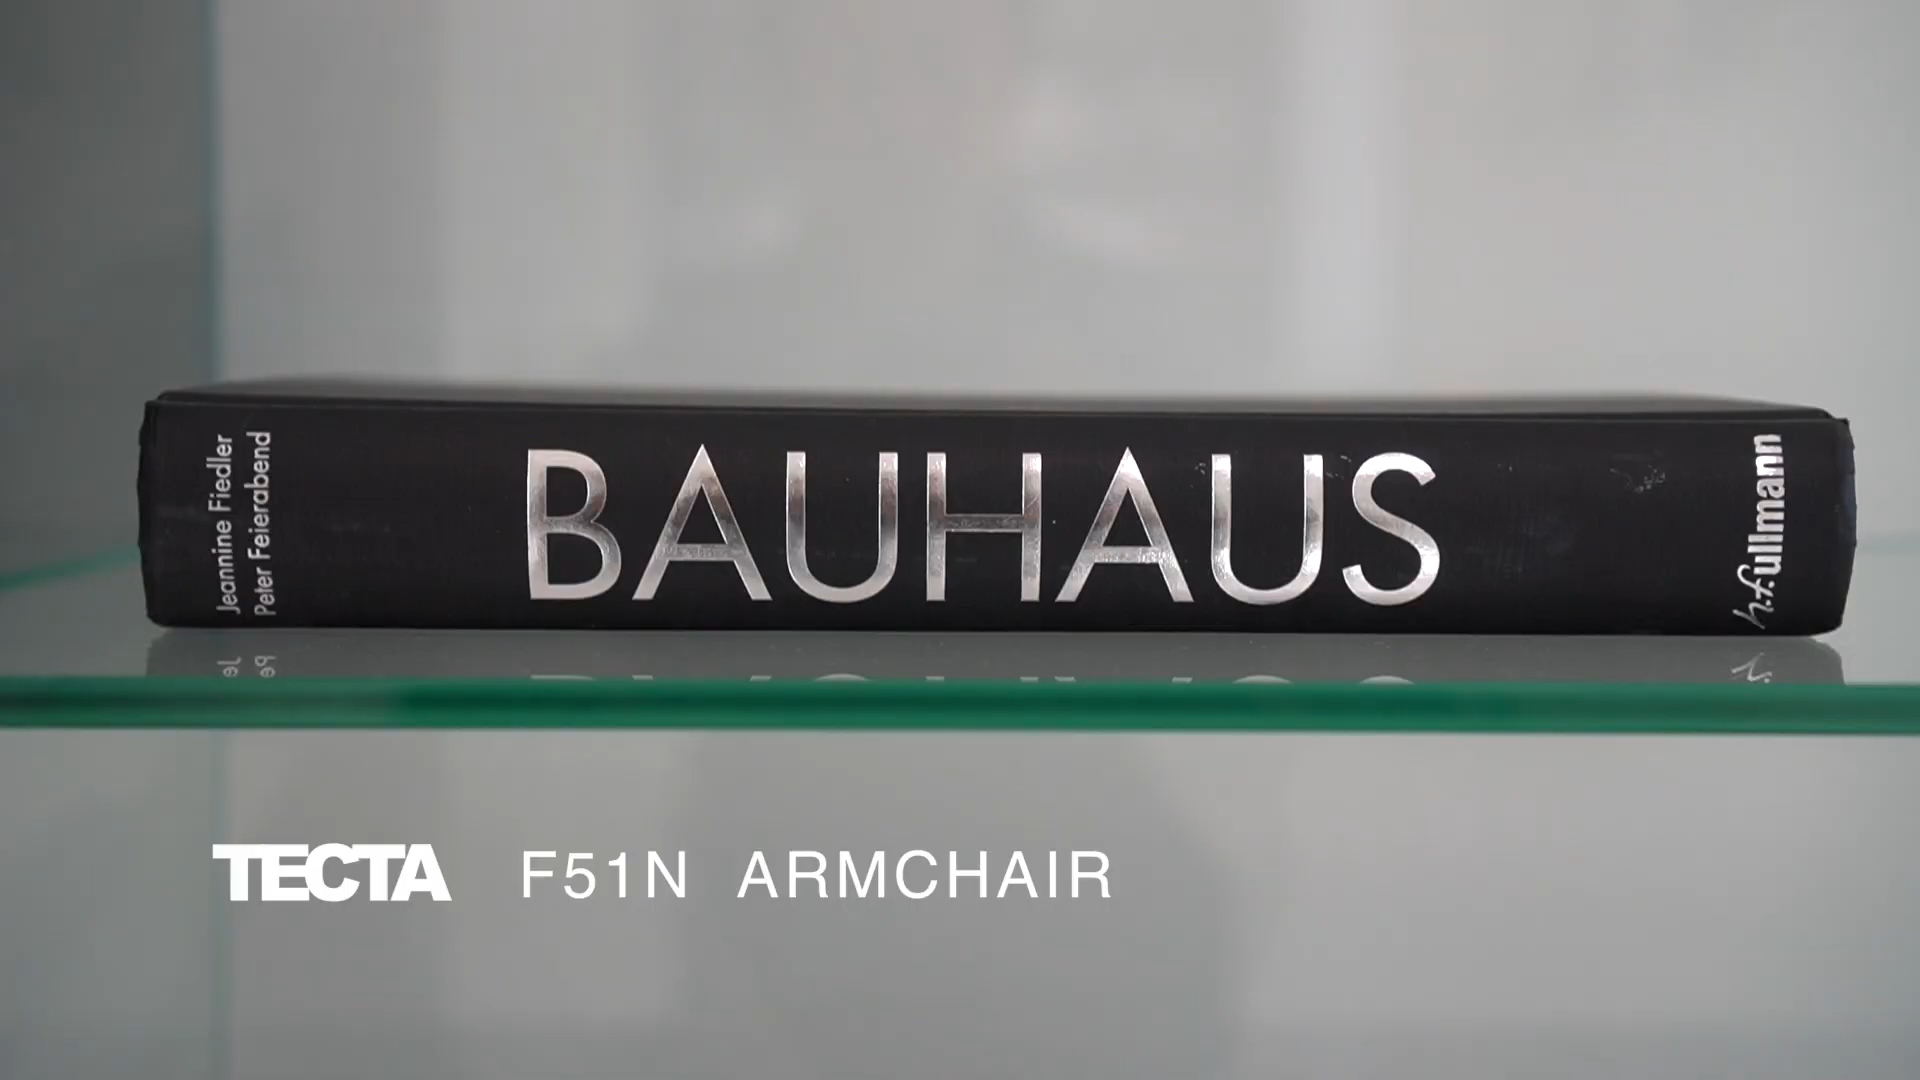 Jeannine Fiedler
Peter Feierabend
BAUHAUS
h.f.ullmann
TECTA F51N ARMCHAIR